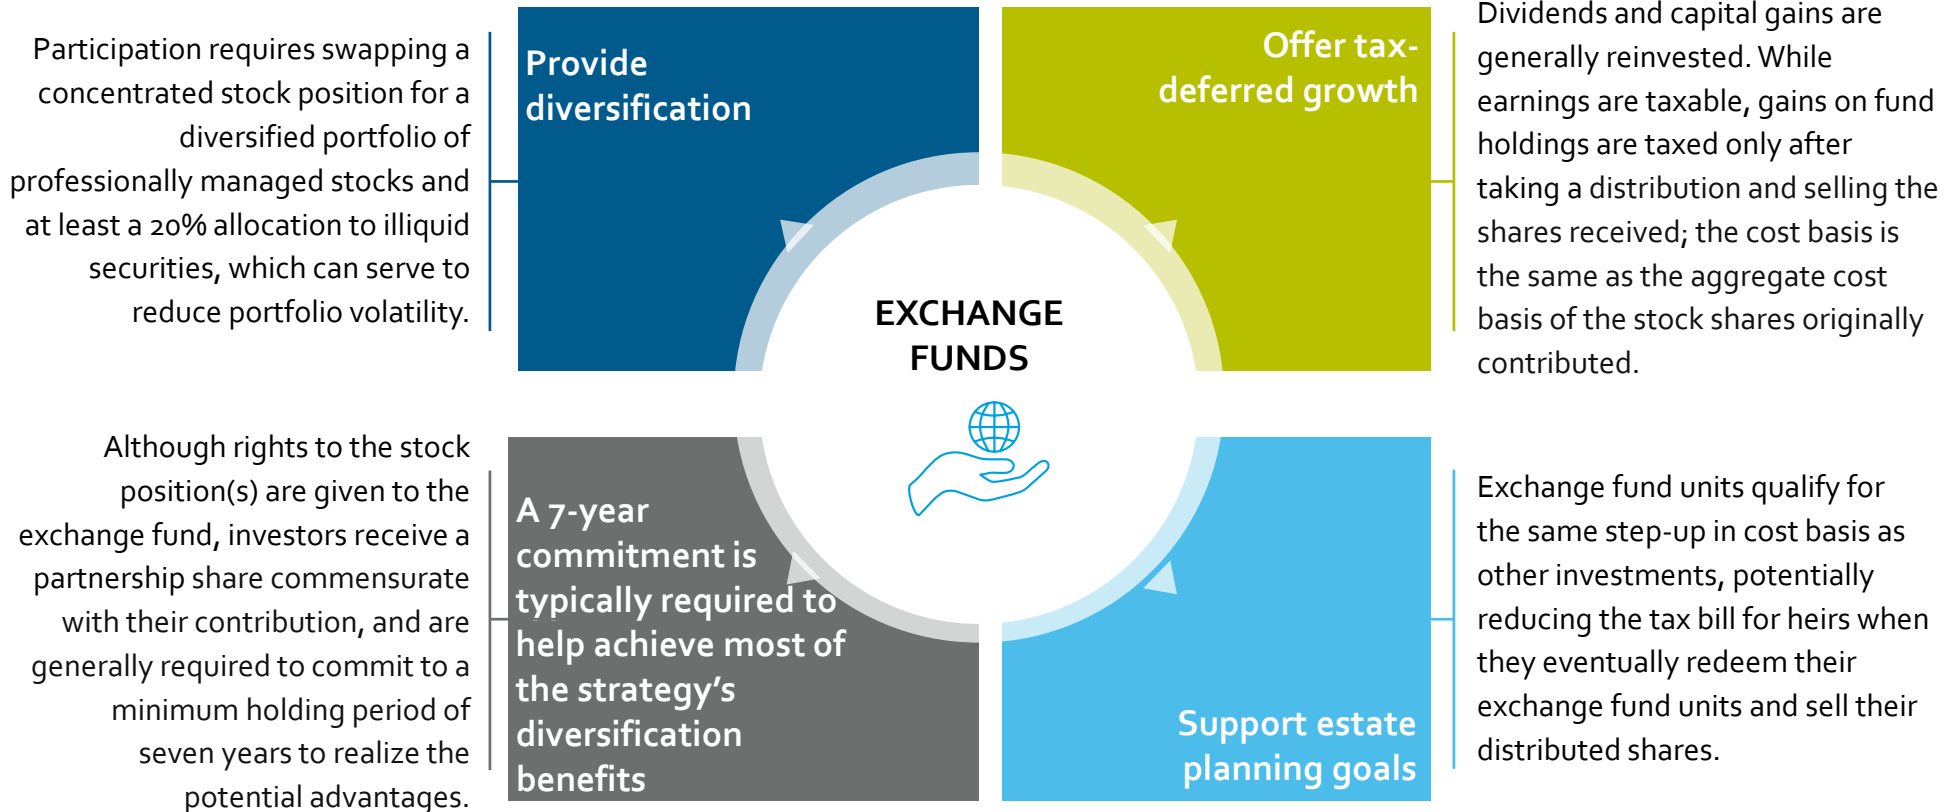 Participation requires swapping a
concentrated stock position for a
diversified portfolio of
professionally managed stocks and
at least a 20% allocation to illiquid
securities, which can serve to
reduce portfolio volatility.
Provide
diversification
Offer tax-
deferred growth
Dividends and capital gains are
generally reinvested. While
earnings are taxable, gains on fund
holdings are taxed only after
taking a distribution and selling the
shares received; the cost basis is
the same as the aggregate cost
basis of the stock shares originally
contributed.
EXCHANGE
FUNDS
Although rights to the stock
position(s) are given to the
exchange fund, investors receive a
partnership share commensurate
with their contribution, and are
generally required to commit to a
minimum holding period of
seven years to realize the
potential advantages.
A 7-year
commitment is
typically required to
help achieve most of
the strategy's
diversification
benefits
Support estate
planning goals
Exchange fund units qualify for
the same step-up in cost basis as
other investments, potentially
reducing the tax bill for heirs when
they eventually redeem their
exchange fund units and sell their
distributed shares.